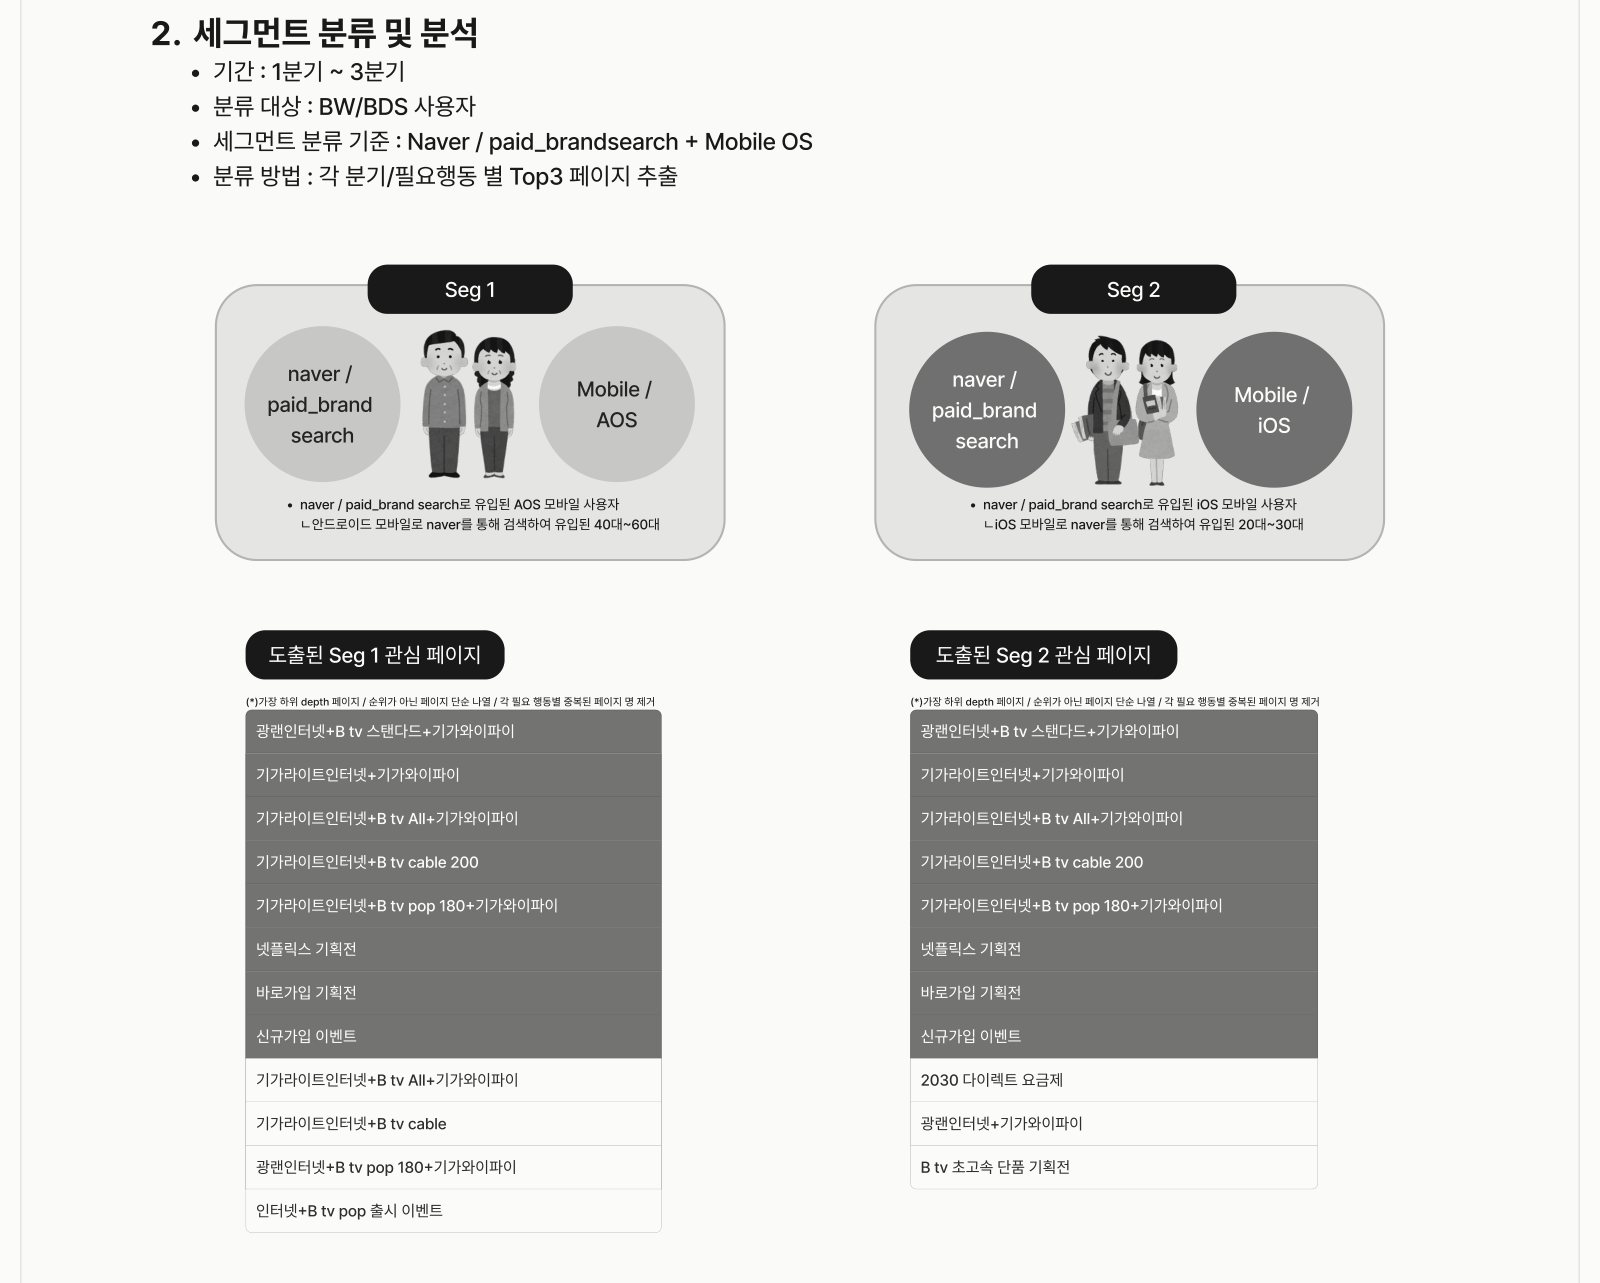 2. 세그먼트 분류 및 분석
• 기간 : 1분기 ~ 3분기
• 분류 대상 : BW/BDS 사용자
• 세그먼트 분류 기준 : Naver / paid_brandsearch + Mobile OS
• 분류 방법 : 각 분기/필요행동 별 Top3 페이지 추출
Seg 1
naver /
paid_brand
search
Mobile /
AOS
• naver / paid_brand search로 유입된 AOS 모바일 사용자
ㄴ안드로이드 모바일로 naver를 통해 검색하여 유입된 40대~60대
Seg 2
naver /
paid_brand
search
Mobile /
iOS
• naver / paid_brand search로 유입된 iOS 모바일 사용자
ㄴiOS 모바일로 naver를 통해 검색하여 유입된 20대~30대
도출된 Seg 1 관심 페이지
(*)가장 하위 depth 페이지 / 순위가 아닌 페이지 단순 나열 / 각 필요 행동별 중복된 페이지 명 제거
광랜인터넷+B tv 스탠다드+기가와이파이
기가라이트인터넷+기가와이파이
기가라이트인터넷+B tv All+기가와이파이
기가라이트인터넷+B tv cable 200
기가라이트인터넷+B tv pop 180+기가와이파이
넷플릭스 기획전
바로가입 기획전
신규가입 이벤트
기가라이트인터넷+B tv All+기가와이파이
기가라이트인터넷+B tv cable
광랜인터넷+B tv pop 180+기가와이파이
인터넷+B tv pop 출시 이벤트
도출된 Seg 2 관심 페이지
(*)가장 하위 depth 페이지 / 순위가 아닌 페이지 단순 나열 / 각 필요 행동별 중복된 페이지 명 제거
광랜인터넷+B tv 스탠다드+기가와이파이
기가라이트인터넷+기가와이파이
기가라이트인터넷+B tv All+기가와이파이
기가라이트인터넷+B tv cable 200
기가라이트인터넷+B tv pop 180+기가와이파이
넷플릭스 기획전
바로가입 기획전
신규가입 이벤트
2030 다이렉트 요금제
광랜인터넷+기가와이파이
B tv 초고속 단품 기획전